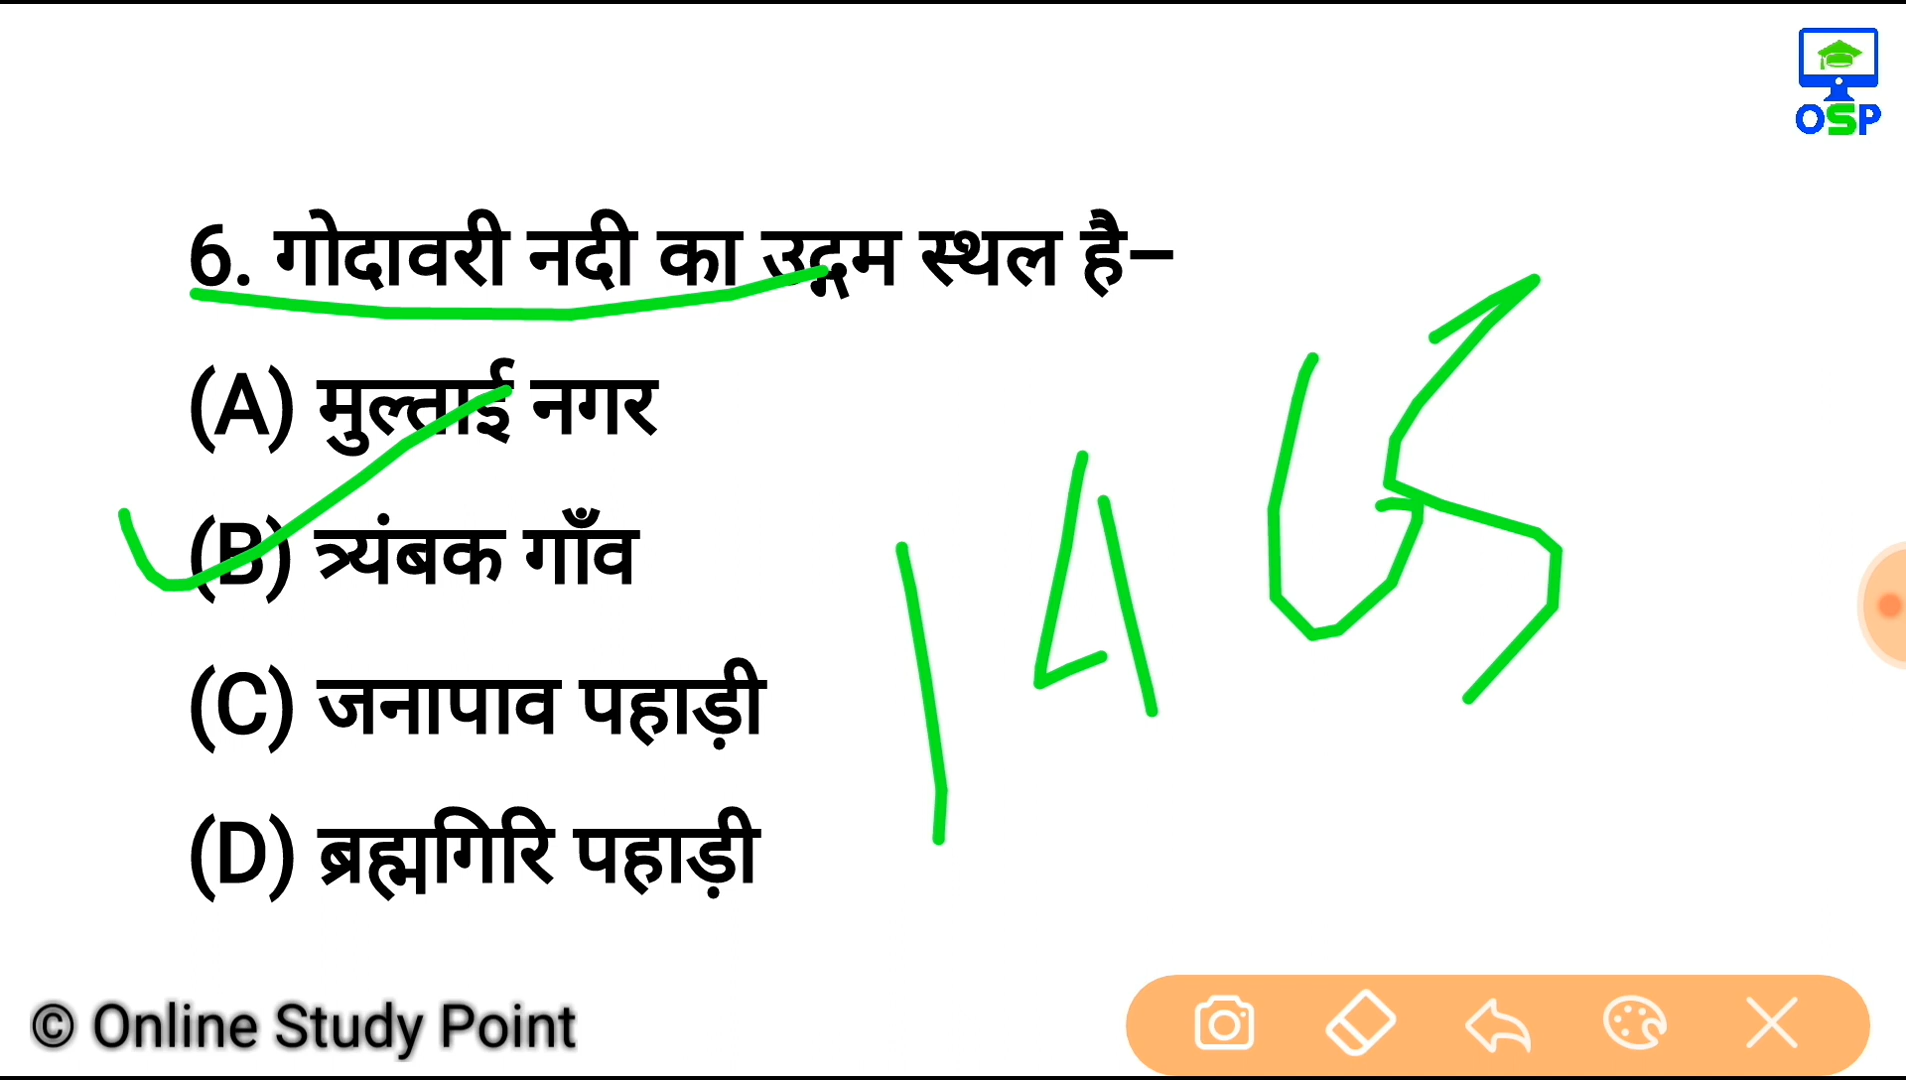 OSP
6. गोदावरी नदी का उद्गम स्थल है–
(A) मुल्ताई नगर
(B) त्र्यंबक गाँव
(C) जनापाव पहाड़ी
(D) ब्रह्मगिरि पहाड़ी
1465
© Online Study Point